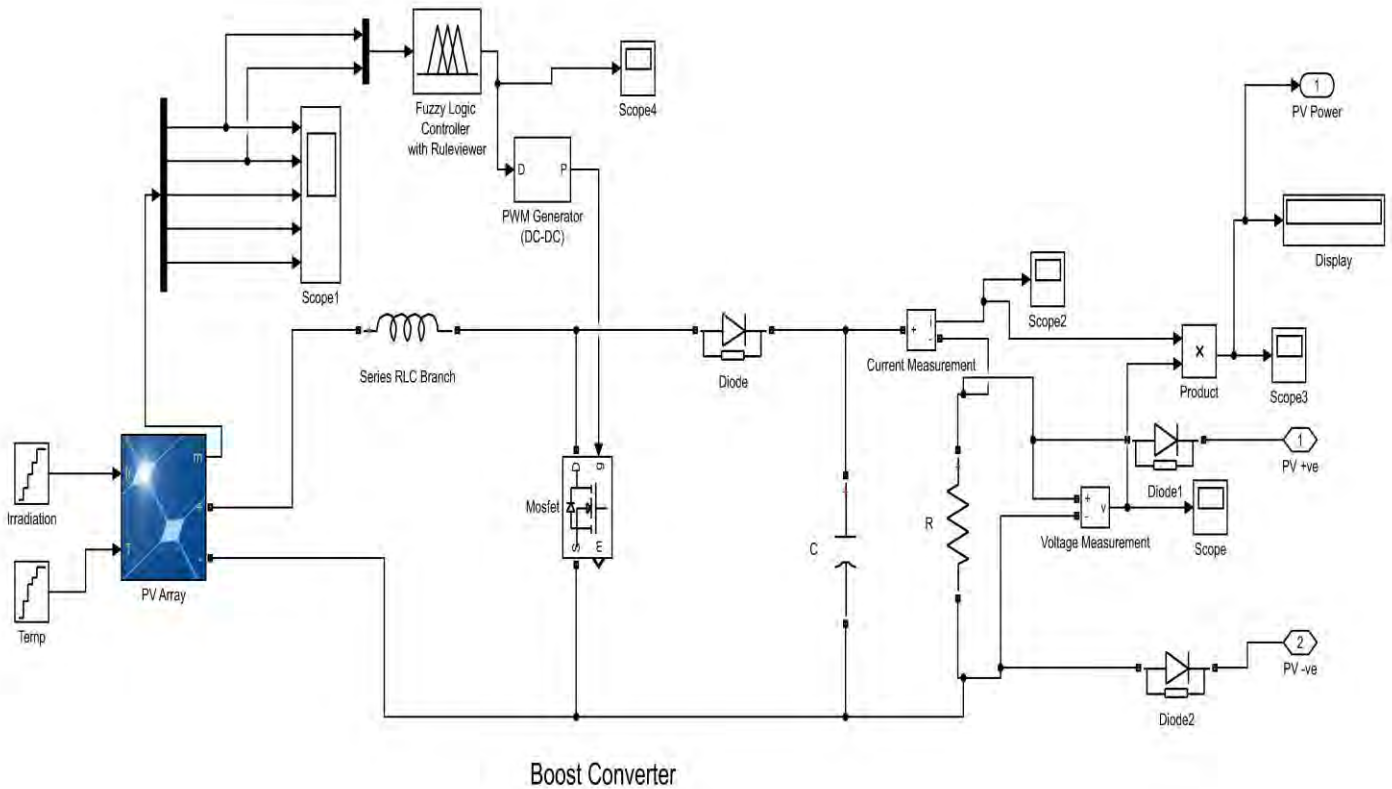 Fuzzy Logic
Controller
with Ruleviewer
Scope4
1
PV Power
D
P
PWM Generator
(DC-DC)
Display
Scope1
Scope2
i
+
-
Current Measurement
x
Product
Scope3
Series RLC Branch
Diode
m
Ir
T
+
-
PV Array
Irradiation
Temp
D
g
S
m
Mosfet
+
C
+
R
1
PV +ve
Diode1
+
-
v
Voltage Measurement
Scope
2
PV -ve
Diode2
Boost Converter